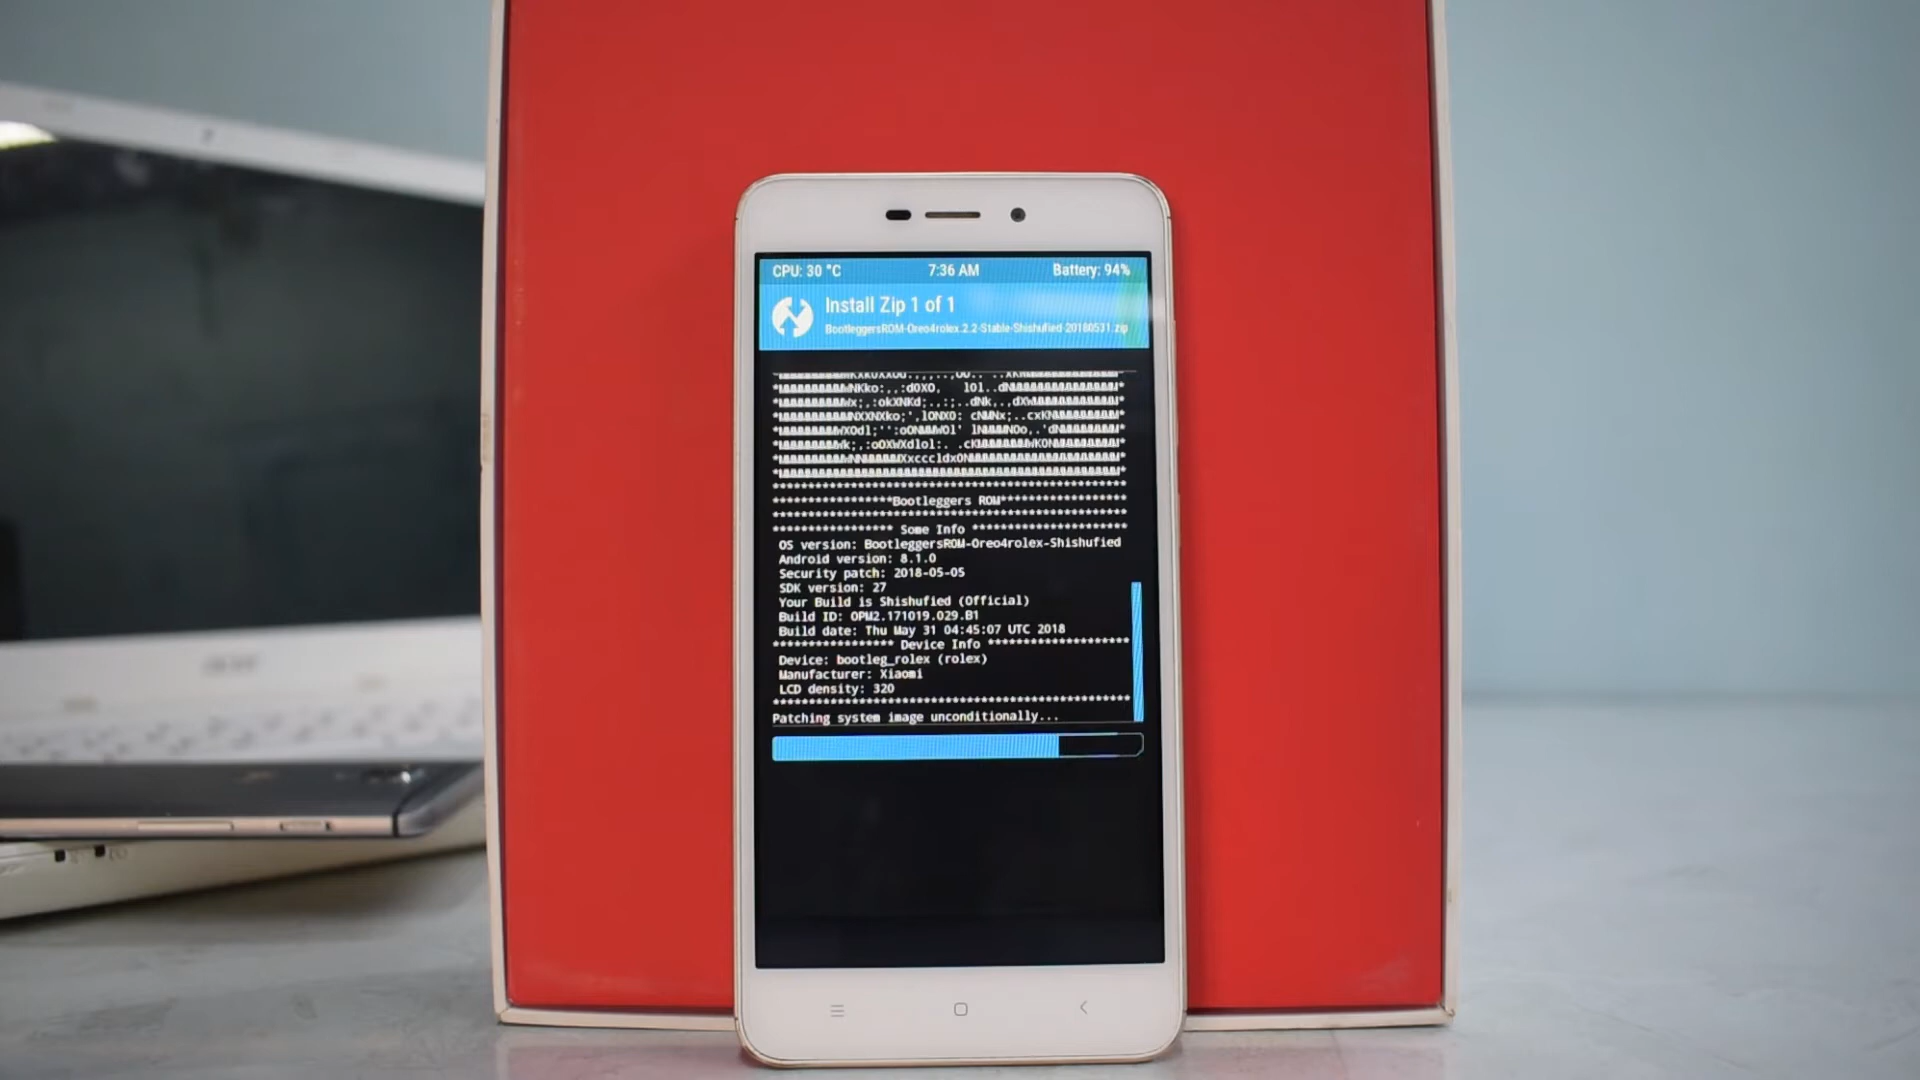 CPU: 30 °C 7:36 AM Battery: 94%
Install Zip 1 of 1
BootleggersROM-Oreo4rolex.2.2-Stable-Shishufied-20180531.zip
*****************Bootleggers ROM******************
***************** Some Info **********************
OS version: BootleggersROM-Oreo4rolex-Shishufied
Android version: 8.1.0
Security patch: 2018-05-05
SDK version: 27
Your Build is Shishufied (Official)
Build ID: OPM2.171019.029.B1
Build date: Thu May 31 04:45:07 UTC 2018
***************** Device Info ********************
Device: bootleg_rolex (rolex)
Manufacturer: Xiaomi
LCD density: 320
**************************************************
Patching system image unconditionally...